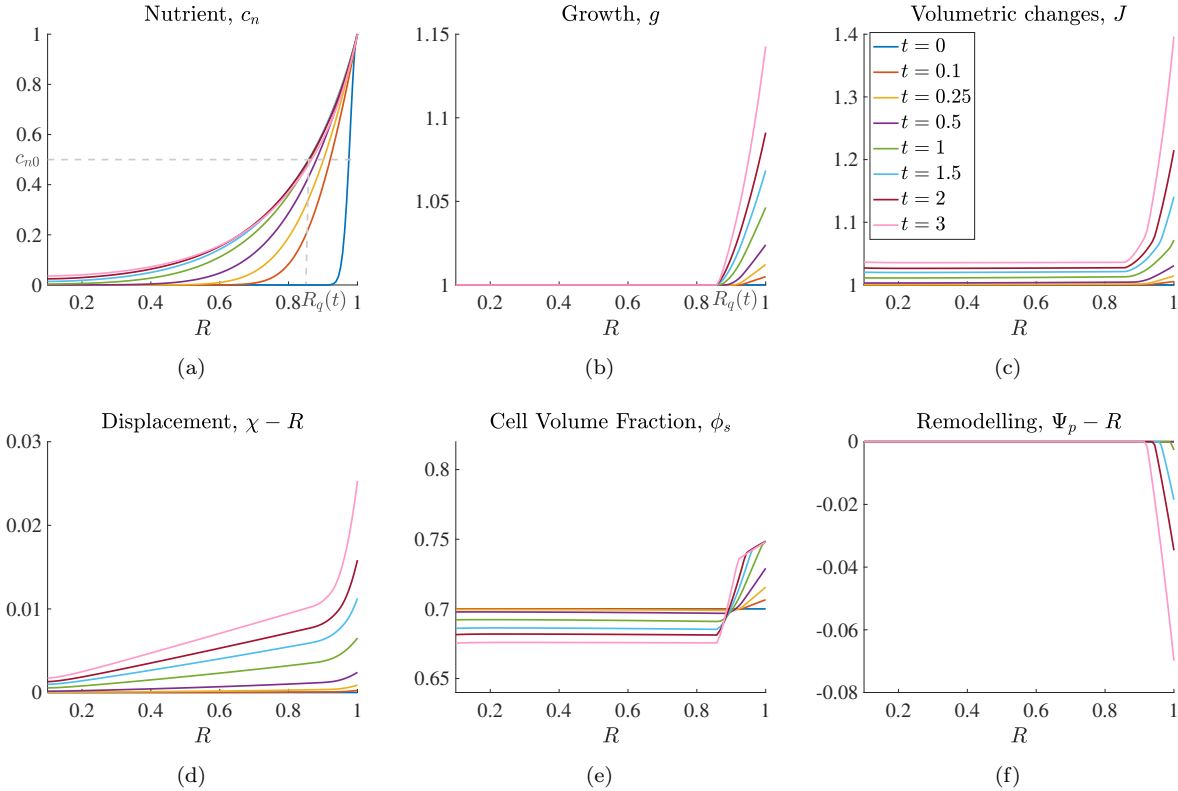 Nutrient, cₙ
1
0.8
0.6
cₙ₀
0.4
0.2
0
0.2 0.4 0.6 0.8 R_q(t) 1
R
(a)
Growth, g
1.15
1.1
1.05
1
0.2 0.4 0.6 0.8 R_q(t) 1
R
(b)
Volumetric changes, J
1.4
1.3
1.2
1.1
1
t = 0
t = 0.1
t = 0.25
t = 0.5
t = 1
t = 1.5
t = 2
t = 3
0.2 0.4 0.6 0.8 1
R
(c)
Displacement, χ − R
0.03
0.02
0.01
0
0.2 0.4 0.6 0.8 1
R
(d)
Cell Volume Fraction, ϕₛ
0.8
0.75
0.7
0.65
0.2 0.4 0.6 0.8 1
R
(e)
Remodelling, Ψₚ − R
0
-0.02
-0.04
-0.06
-0.08
0.2 0.4 0.6 0.8 1
R
(f)